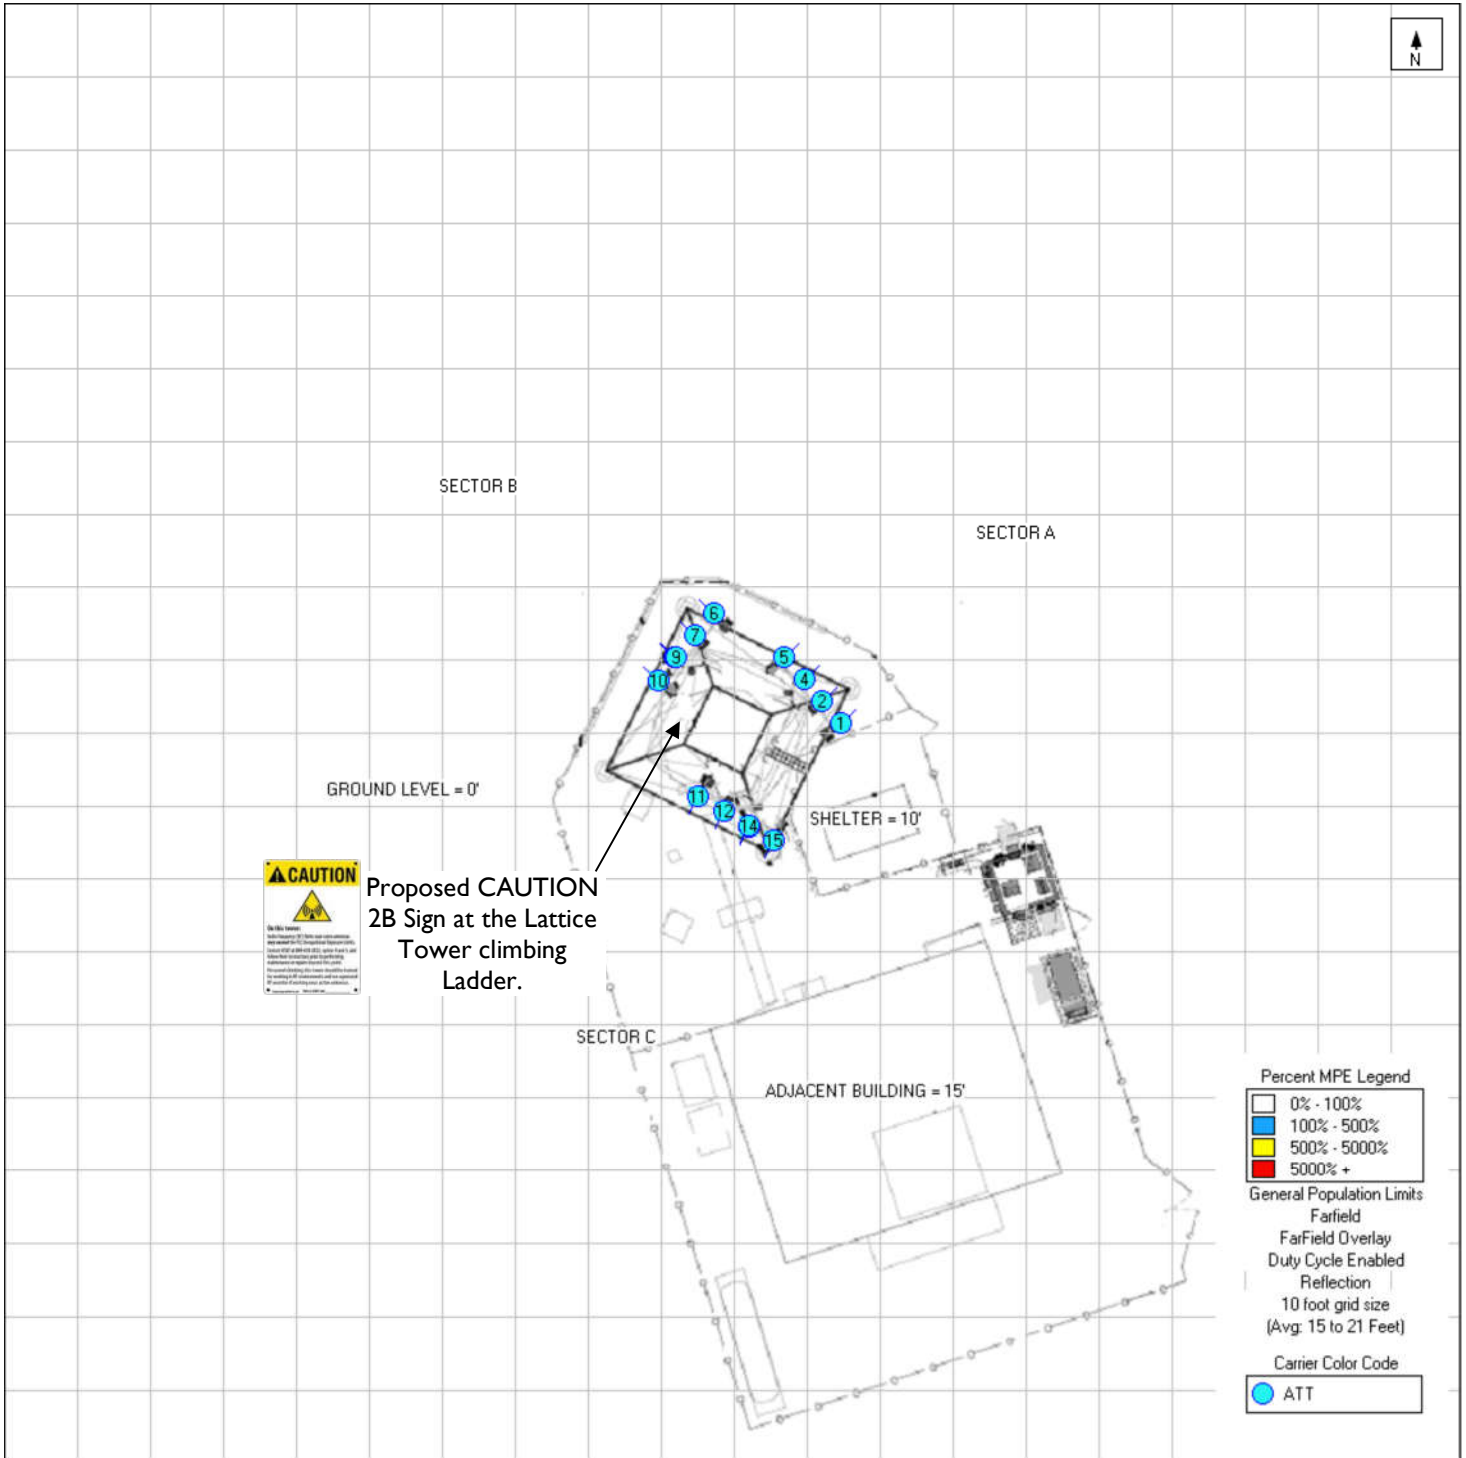 N
SECTOR B
SECTOR A
6
7
9
10
5
4
2
1
GROUND LEVEL = 0'
11
12
14
15
SHELTER = 10'
CAUTION
On this tower:
Proposed CAUTION
2B Sign at the Lattice
Tower climbing
Ladder.
SECTOR C
ADJACENT BUILDING = 15'
Percent MPE Legend
0% - 100%
100% - 500%
500% - 5000%
5000% +
General Population Limits
Farfield
FarField Overlay
Duty Cycle Enabled
Reflection
10 foot grid size
(Avg: 15 to 21 Feet)
Carrier Color Code
ATT